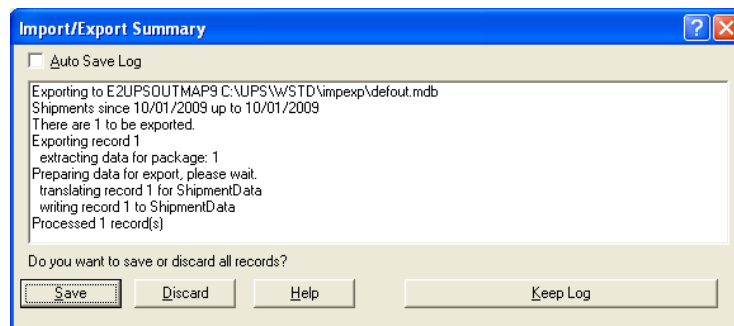 Import/Export Summary
Auto Save Log
Exporting to E2UPSOUTMAP9 C:\UPS\WSTD\impexp\defout.mdb
Shipments since 10/01/2009 up to 10/01/2009
There are 1 to be exported.
Exporting record 1
extracting data for package: 1
Preparing data for export, please wait.
translating record 1 for ShipmentData
writing record 1 to ShipmentData
Processed 1 record(s)
Do you want to save or discard all records?
Save Discard Help Keep Log